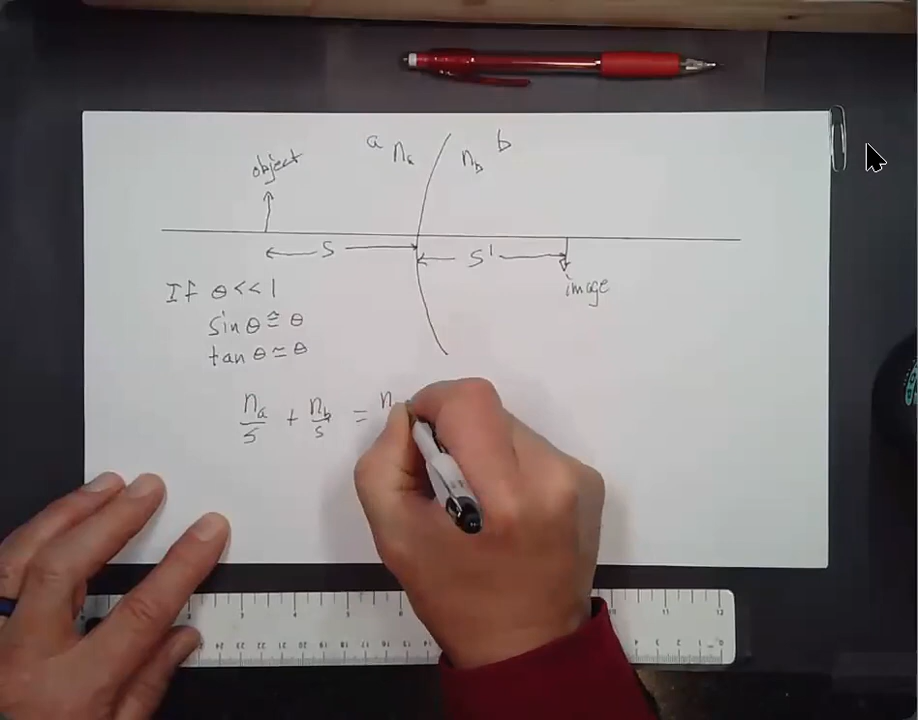 object
a n_a n_b b
s s'
image
If θ<<1
sin θ ≅ θ
tan θ ≃ θ
n_a/s + n_b/s = n